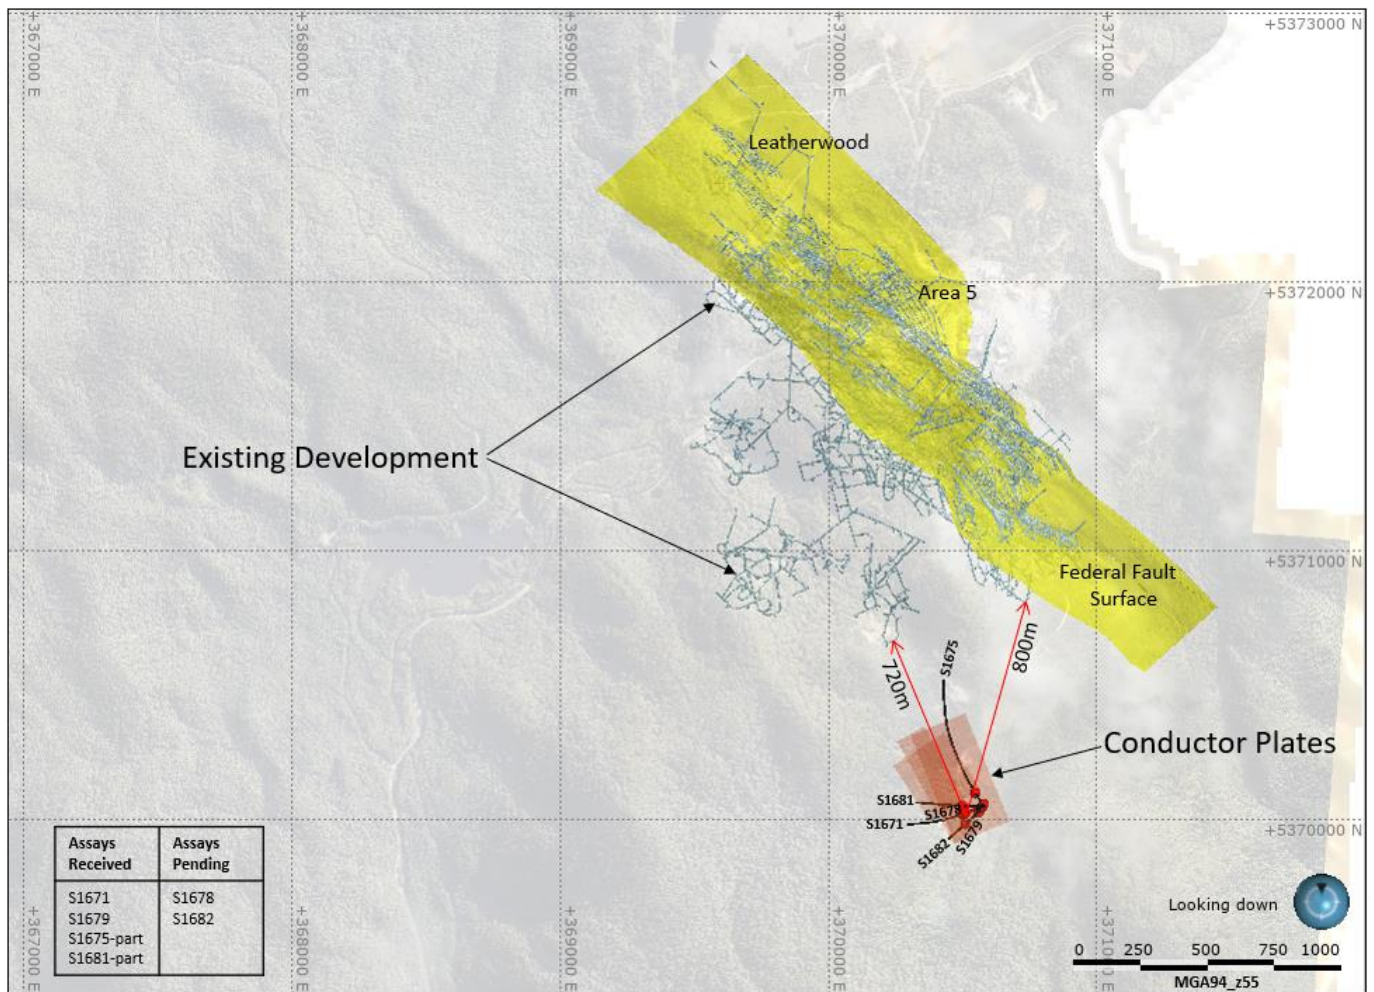 +367000 E
+368000 E
+369000 E
+370000 E
+371000 E
+5373000 N
Leatherwood
+5372000 N
Area 5
Existing Development
+5371000 N
Federal Fault
Surface
S1675
800m
720m
Conductor Plates
S1681
S1678
S1671
+5370000 N
S1679
S1682
Assays Received
Assays Pending
S1671
S1678
S1679
S1682
S1675-part
S1681-part
Looking down
+367000 E
+368000 E
+369000 E
+370000 E
+371000 E
0 250 500 750 1000
MGA94_z55